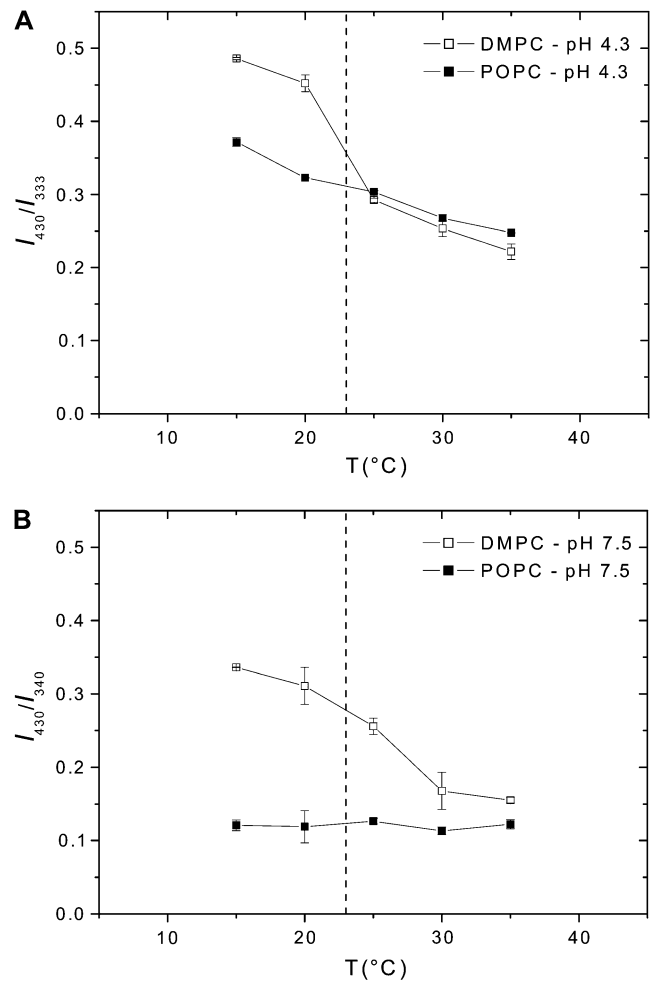 A
0.5
0.4
0.3
0.2
0.1
0.0
I430/I333
DMPC - pH 4.3
POPC - pH 4.3
10 20 30 40
T(°C)
B
0.5
0.4
0.3
0.2
0.1
0.0
I430/I340
DMPC - pH 7.5
POPC - pH 7.5
10 20 30 40
T(°C)